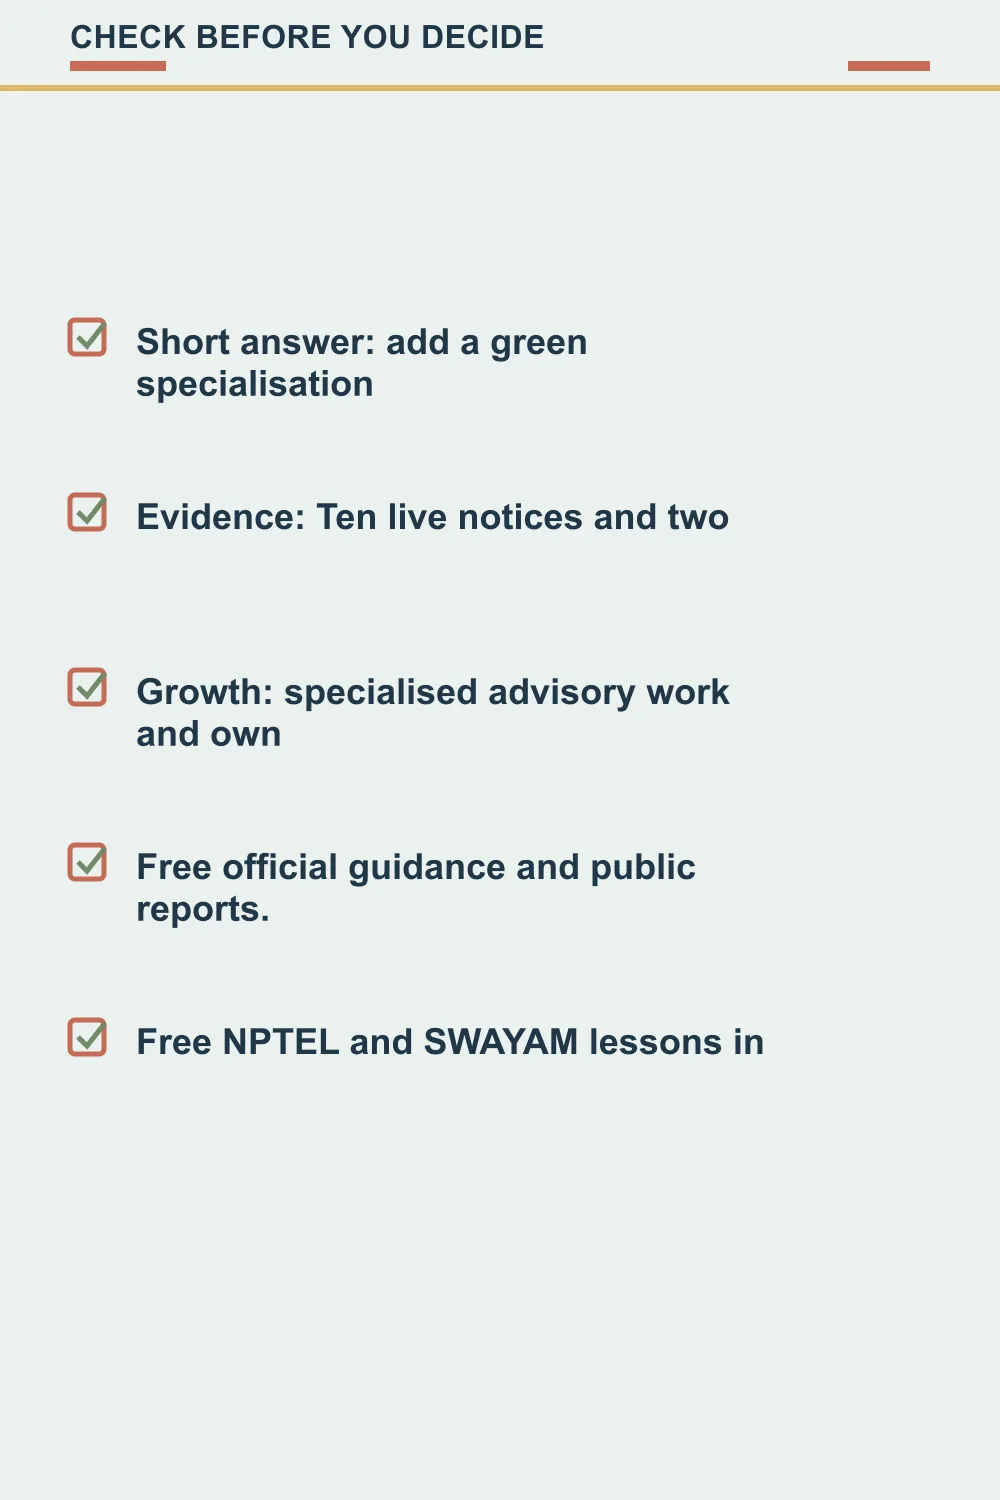 CHECK BEFORE YOU DECIDE
Short answer: add a green
specialisation
Evidence: Ten live notices and two
Growth: specialised advisory work
and own
Free official guidance and public
reports.
Free NPTEL and SWAYAM lessons in